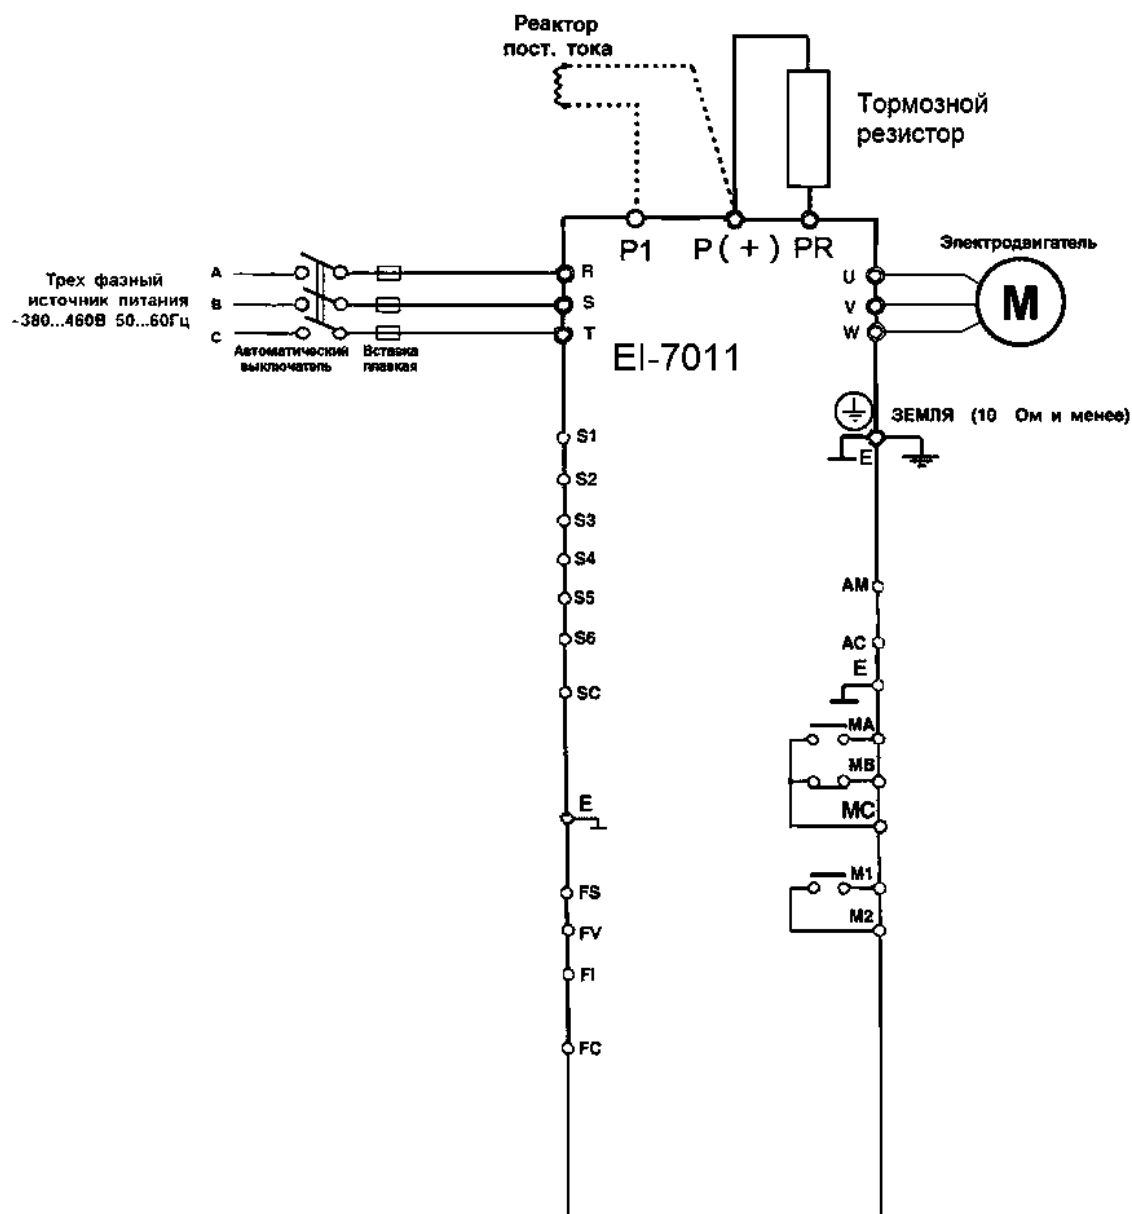 Реактор
пост. тока
Тормозной
резистор
P1
P(+)
PR
Электродвигатель
Трех фазный
источник питания
~380...460В 50...60Гц
A
B
C
Автоматический
выключатель
Вставка
плавкая
R
S
T
U
V
W
M
EI-7011
ЗЕМЛЯ (10 Ом и менее)
E
S1
S2
S3
S4
S5
S6
SC
E
FS
FV
FI
FC
AM
AC
E
MA
MB
MC
M1
M2